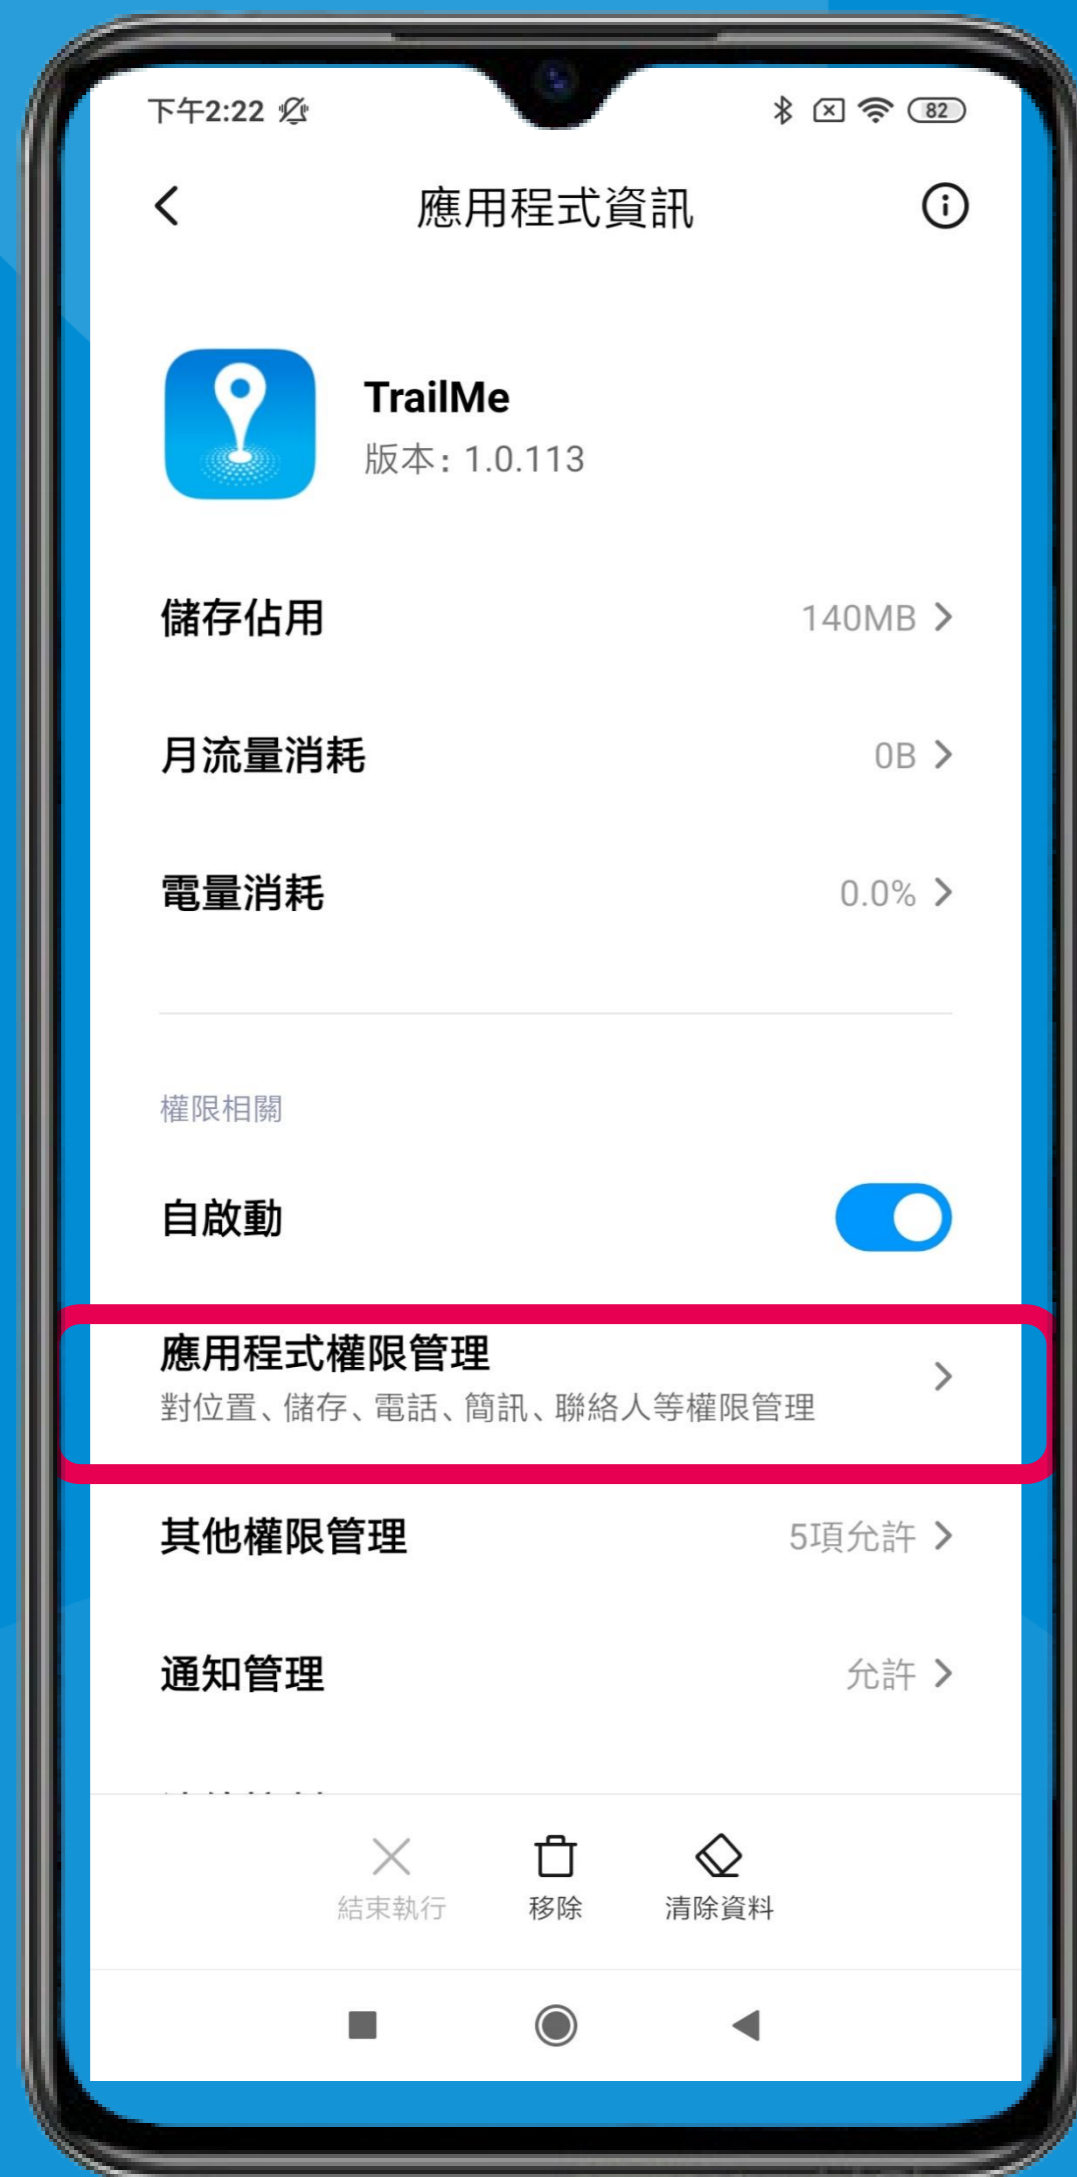 下午2:22
82
應用程式資訊
TrailMe
版本: 1.0.113
儲存佔用 140MB
月流量消耗 0B
電量消耗 0.0%
權限相關
自啟動
應用程式權限管理
對位置、儲存、電話、簡訊、聯絡人等權限管理
其他權限管理 5項允許
通知管理 允許
結束執行 移除 清除資料